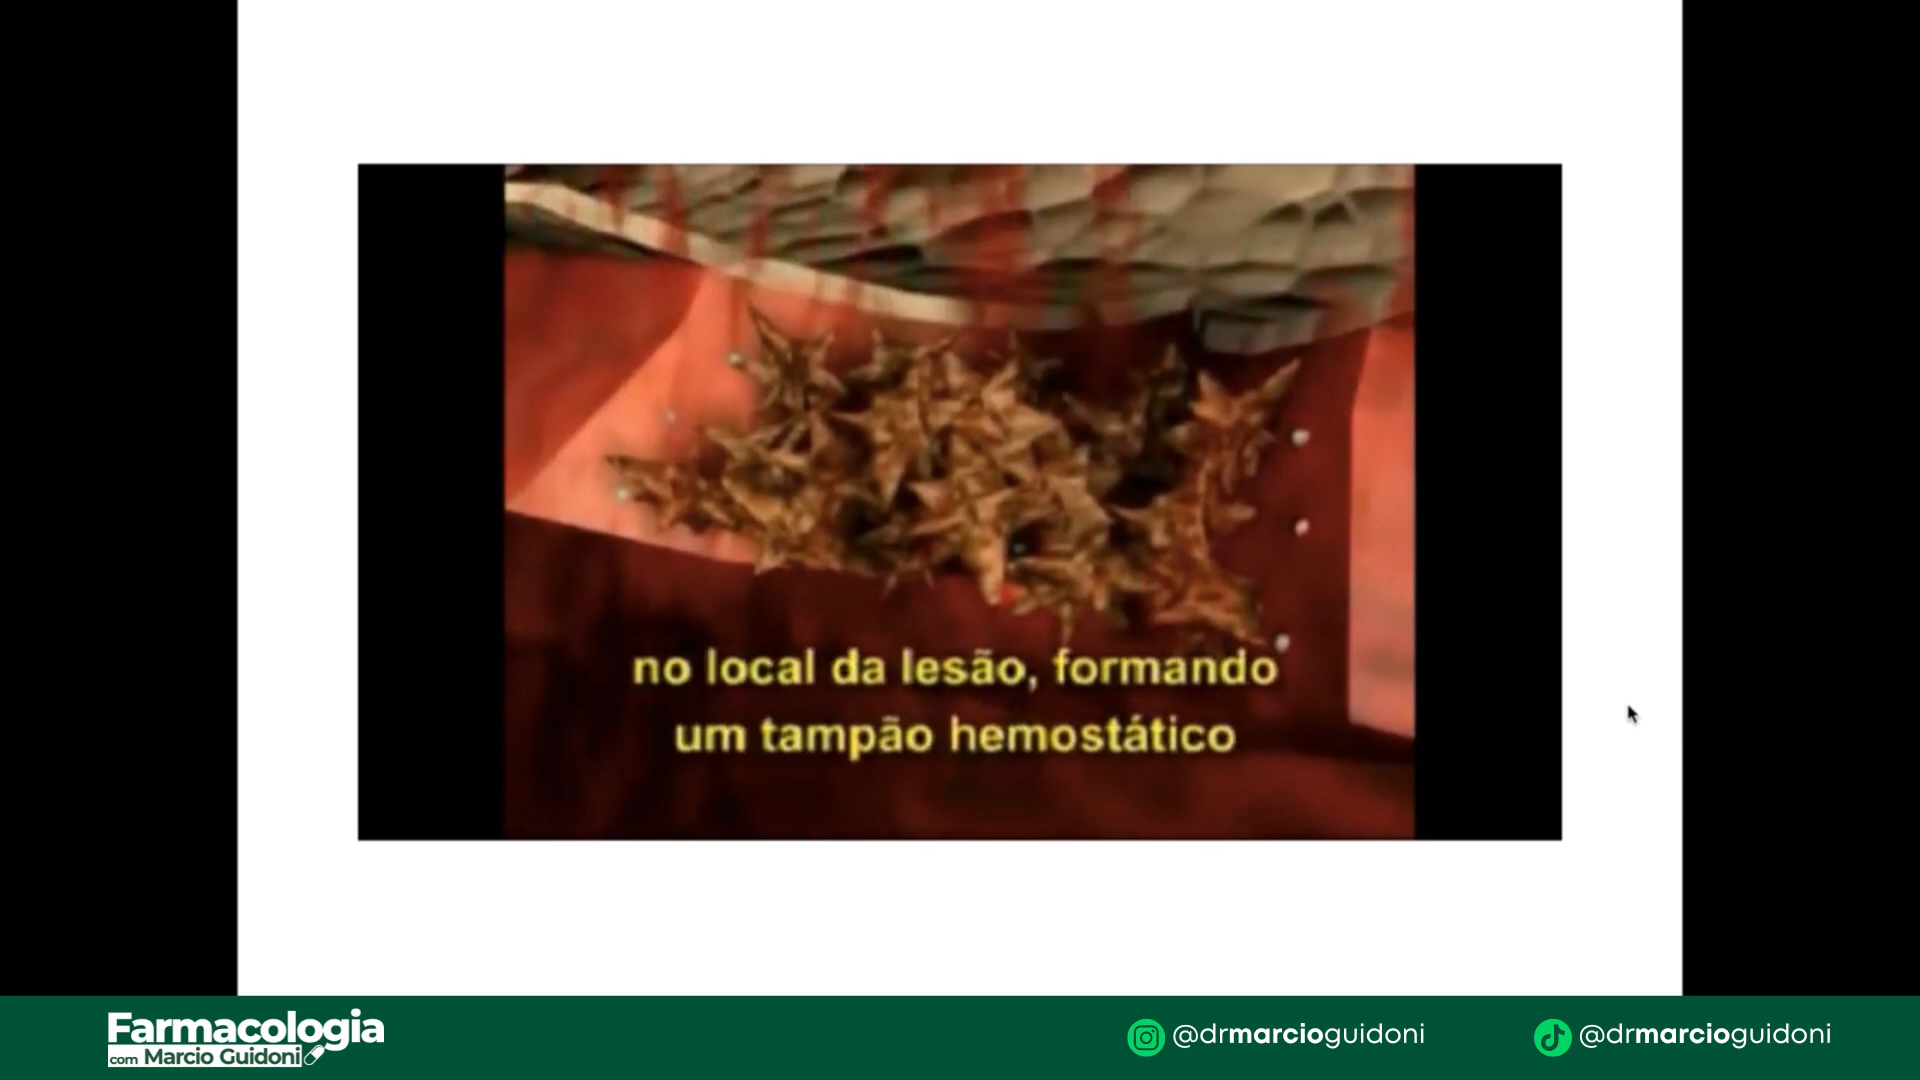 no local da lesão, formando
um tampão hemostático
Farmacologia
com Marcio Guidoni
@drmarcioguidoni
@drmarcioguidoni